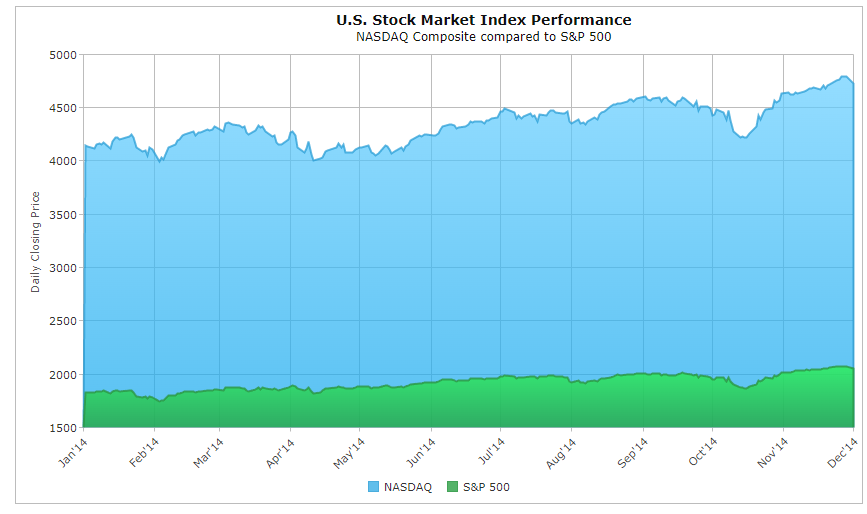 U.S. Stock Market Index Performance
NASDAQ Composite compared to S&P 500
Daily Closing Price
5000
4500
4000
3500
3000
2500
2000
1500
Jan'14 Feb'14 Mar'14 Apr'14 May'14 Jun'14 Jul'14 Aug'14 Sep'14 Oct'14 Nov'14 Dec'14
NASDAQ S&P 500